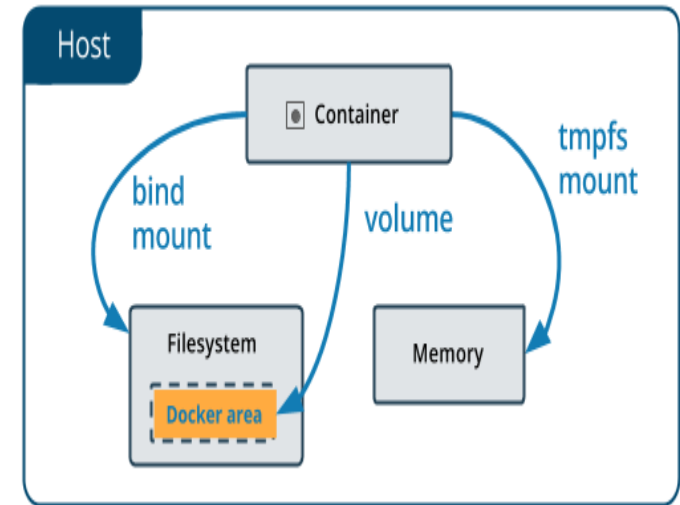 Host
Container
bind
mount
volume
tmpfs
mount
Filesystem
Docker area
Memory